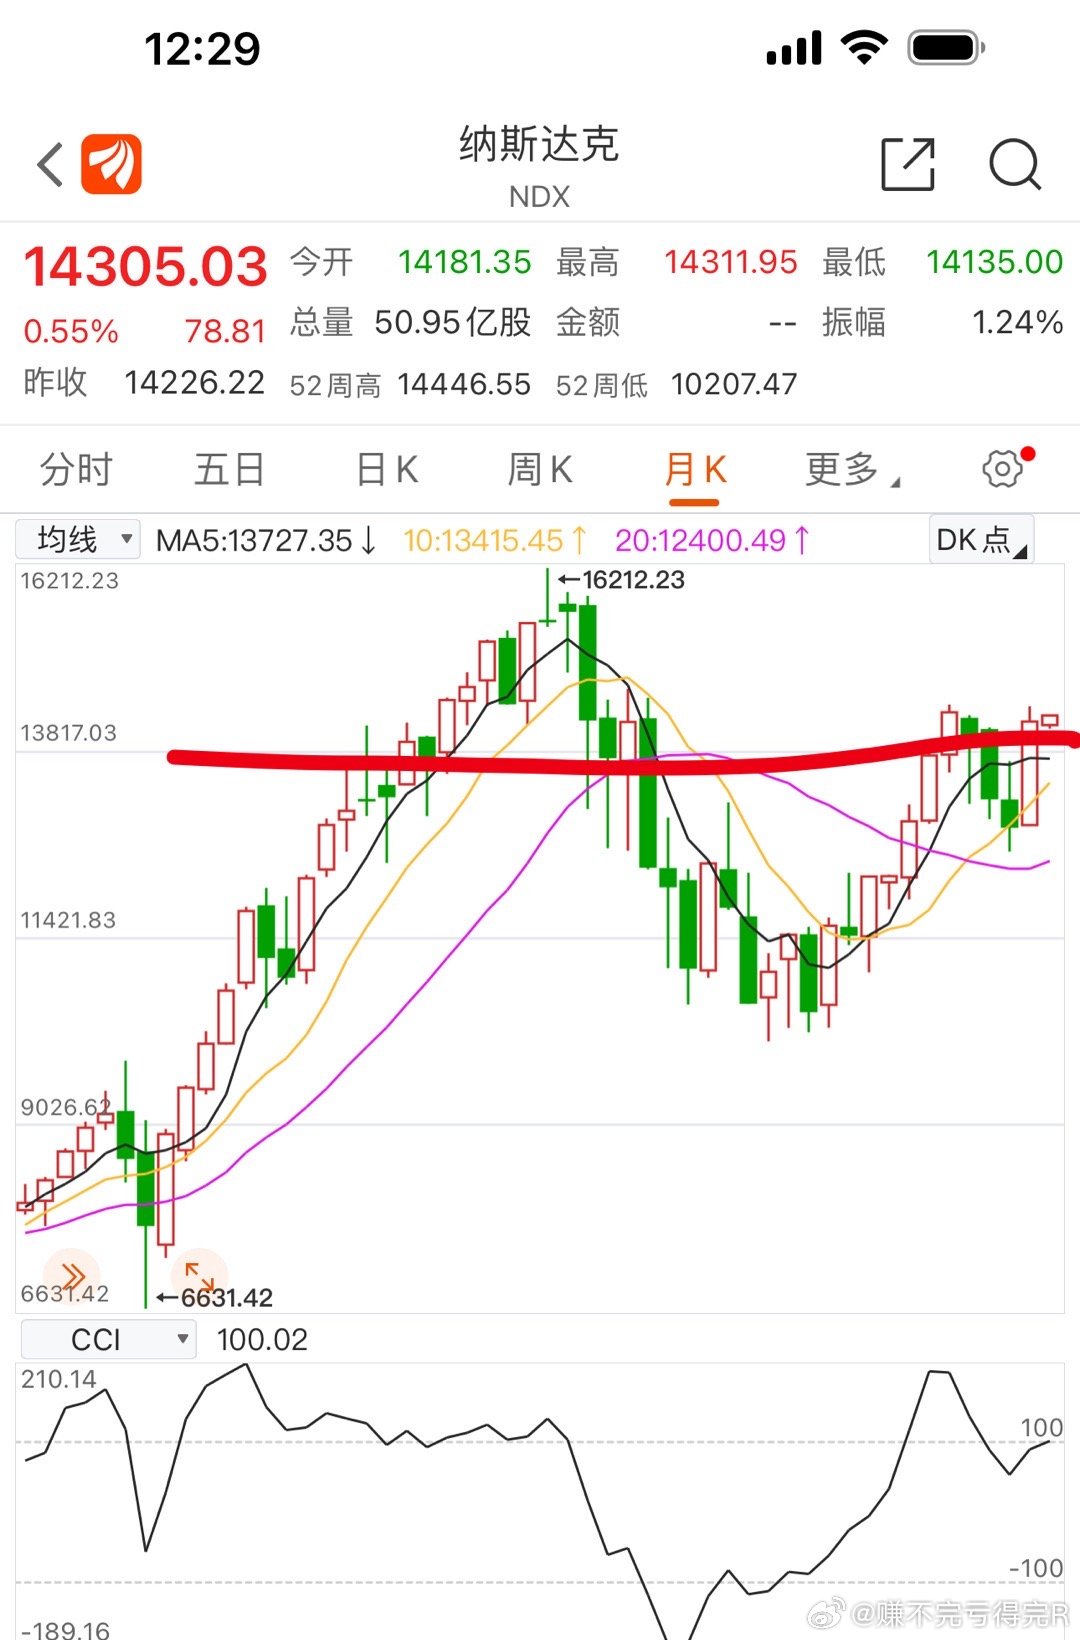 12:29
纳斯达克
NDX
14305.03 今开 14181.35 最高 14311.95 最低 14135.00
0.55% 78.81 总量 50.95亿股 金额 -- 振幅 1.24%
昨收 14226.22 52周高 14446.55 52周低 10207.47
分时 五日 日K 周K 月K 更多
均线 MA5:13727.35↓ 10:13415.45↑ 20:12400.49↑ DK点
16212.23 ←16212.23
13817.03
11421.83
9026.62
6631.42 ←6631.42
CCI 100.02
210.14
100
-100
-189.16
@赚不完亏得完R